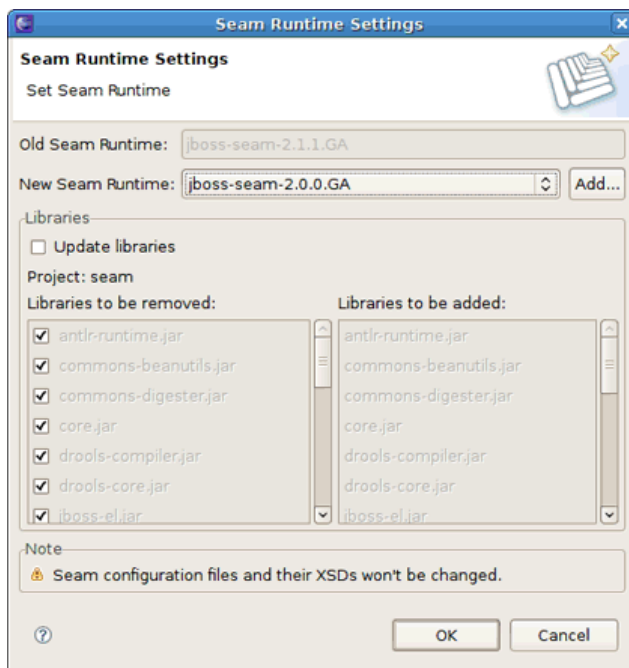 Seam Runtime Settings
Seam Runtime Settings
Set Seam Runtime
Old Seam Runtime: jboss-seam-2.1.1.GA
New Seam Runtime: jboss-seam-2.0.0.GA Add...
Libraries
Update libraries
Project: seam
Libraries to be removed: Libraries to be added:
antlr-runtime.jar antlr-runtime.jar
commons-beanutils.jar commons-beanutils.jar
commons-digester.jar commons-digester.jar
core.jar core.jar
drools-compiler.jar drools-compiler.jar
drools-core.jar drools-core.jar
jboss-el.jar jboss-el.jar
Note
Seam configuration files and their XSDs won't be changed.
OK Cancel